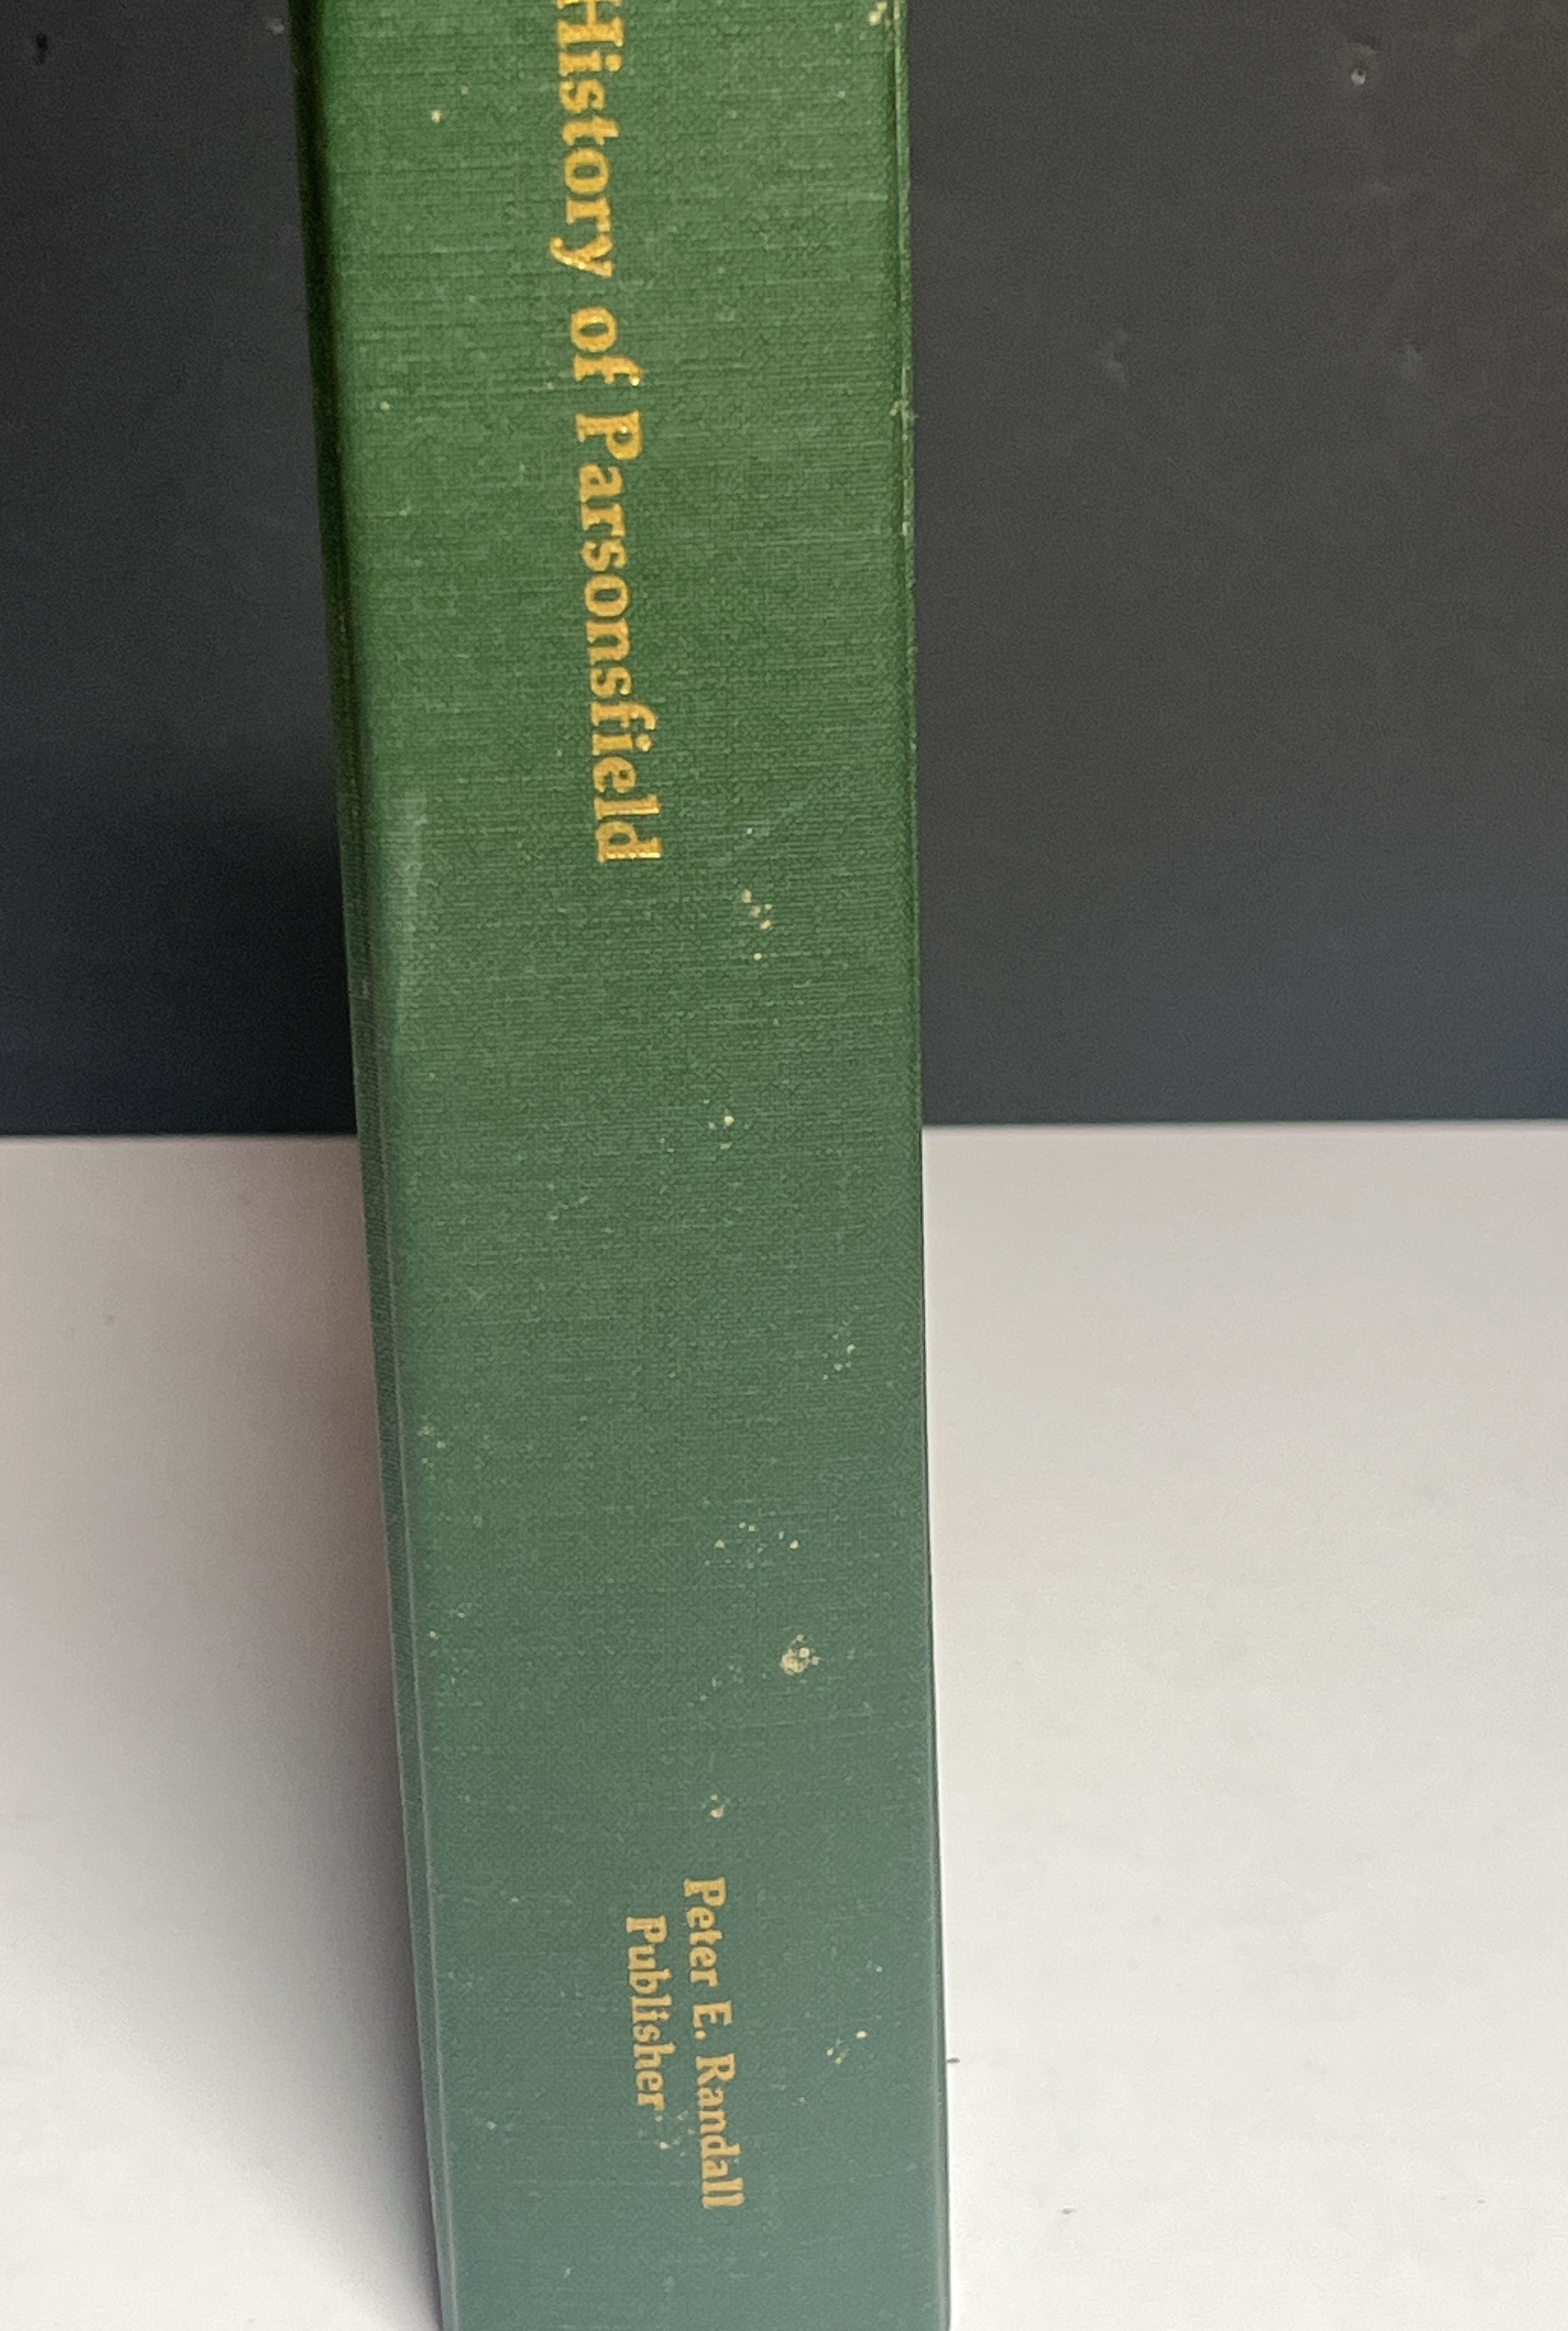 History of Parsonsfield
Peter E. Randall
Publisher